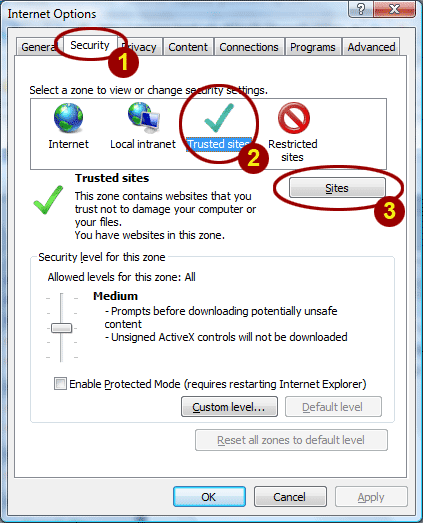 Internet Options
General Security Privacy Content Connections Programs Advanced
1
Select a zone to view or change security settings.
Internet Local intranet Trusted sites Restricted sites
2
Trusted sites
Sites
3
This zone contains websites that you
trust not to damage your computer or
your files.
You have websites in this zone.
Security level for this zone
Allowed levels for this zone: All
Medium
- Prompts before downloading potentially unsafe
content
- Unsigned ActiveX controls will not be downloaded
Enable Protected Mode (requires restarting Internet Explorer)
Custom level... Default level
Reset all zones to default level
OK Cancel Apply